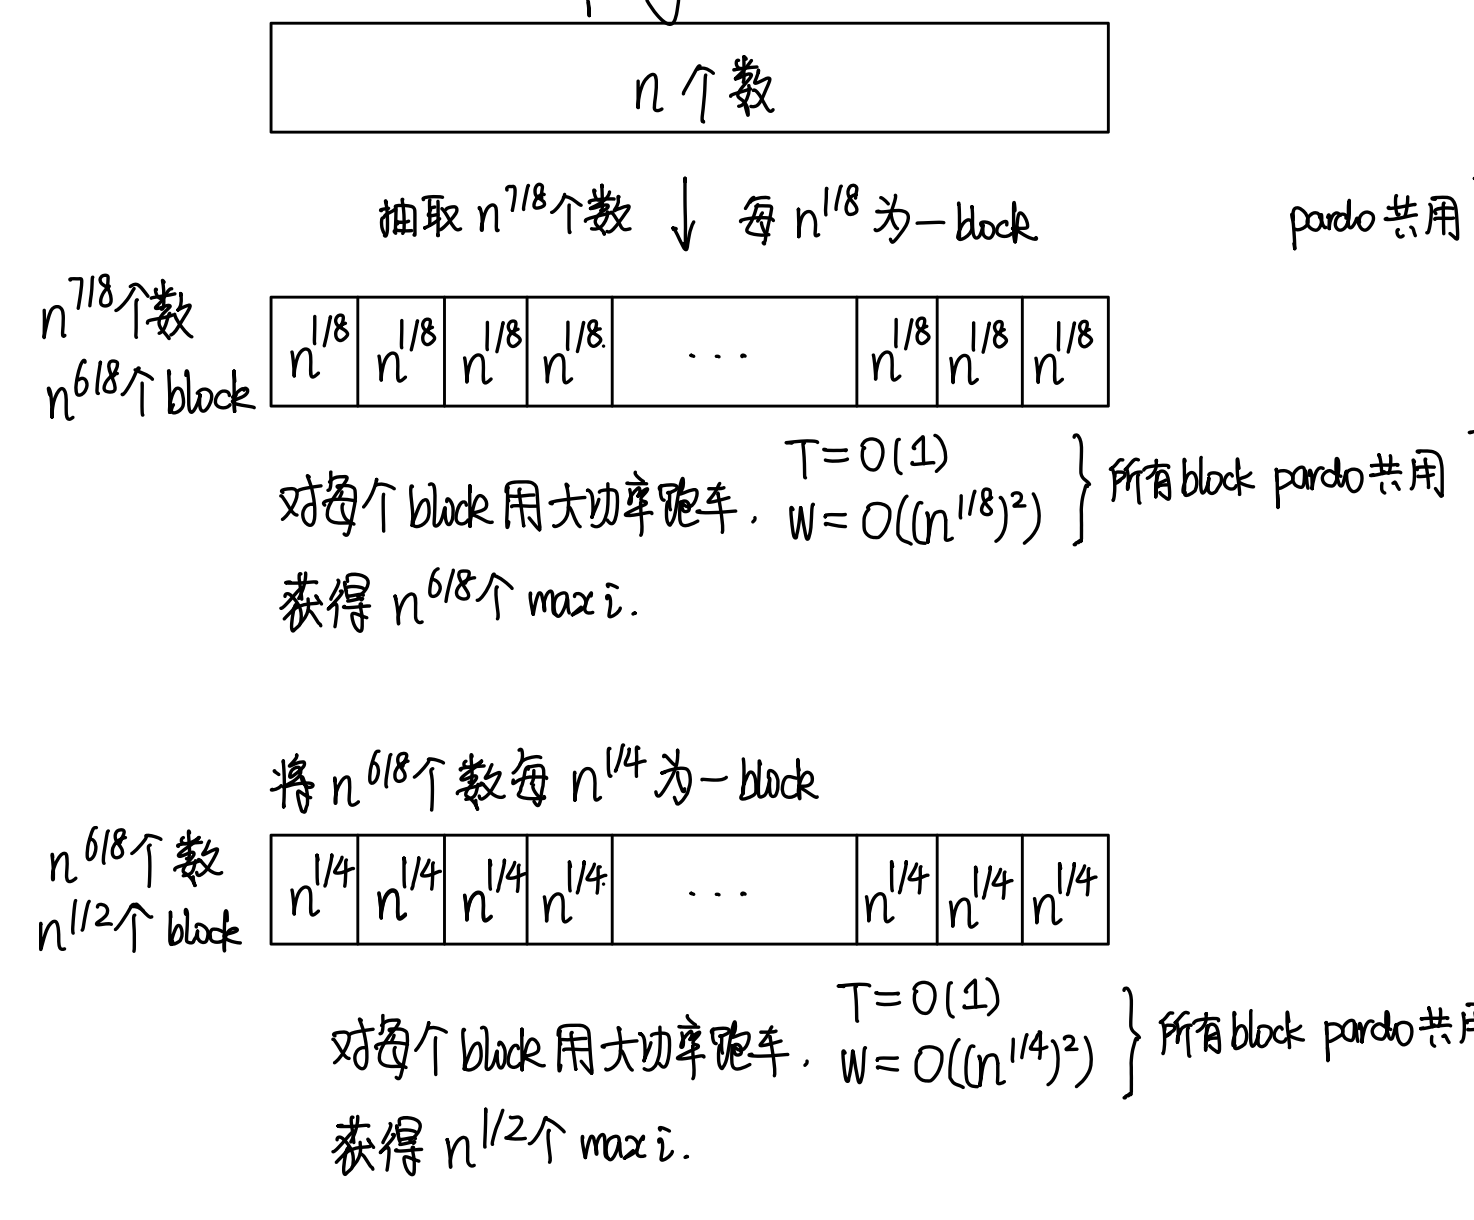 n个数
抽取 n^{7/8}个数 ↓ 每 n^{1/8} 为一block
pardo共用
n^{7/8}个数
n^{6/8}个block
n^{1/8} n^{1/8} n^{1/8} n^{1/8} ... n^{1/8} n^{1/8} n^{1/8}
对每个block用大功率跑车. T=O(1) W=O((n^{1/8})^2) } 所有block pardo共用
获得 n^{6/8}个 max i.
将 n^{6/8}个数每 n^{1/4} 为一block
n^{6/8}个数
n^{1/2}个 block
n^{1/4} n^{1/4} n^{1/4} n^{1/4} ... n^{1/4} n^{1/4} n^{1/4}
对每个block用大功率跑车. T=O(1) W=O((n^{1/4})^2) } 所有block pardo共用
获得 n^{1/2}个 max i.